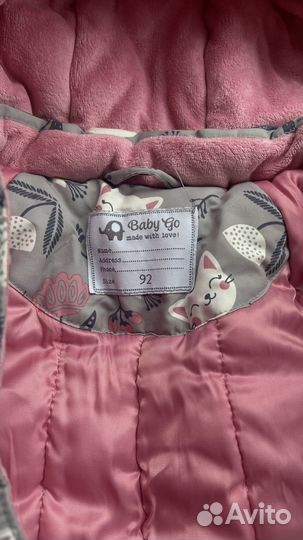 Baby Go
made with love!
Name
Address
Phone
Size 92
Avito